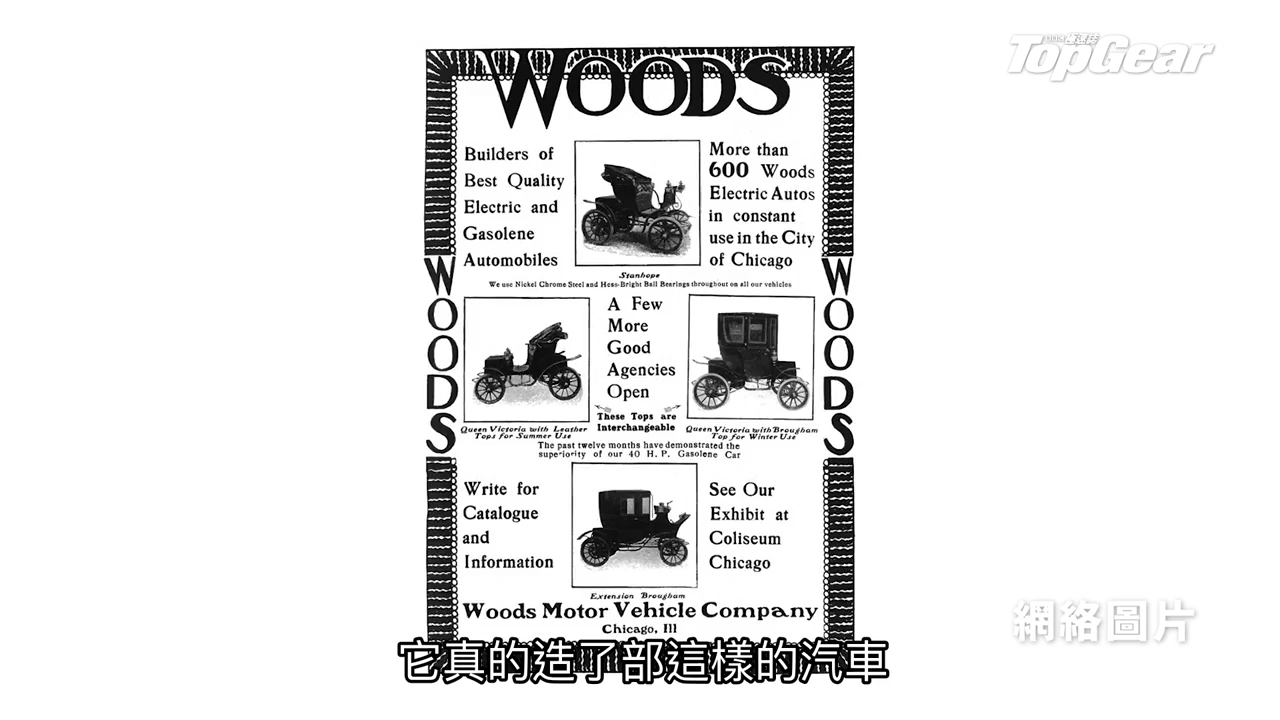 TopGear
WOODS
Builders of
Best Quality
Electric and
Gasolene
Automobiles
More than
600 Woods
Electric Autos
in constant
use in the City
of Chicago
Stanhope
We use Nickel Chrome Steel and Hess-Bright Ball Bearings throughout on all our vehicles
WOODS
A Few
More
Good
Agencies
Open
These Tops are
Interchangeable
WOODS
Queen Victoria with Leather
Tops for Summer Use
Queen Victoria with Brougham
Top for Winter Use
The past twelve months have demonstrated the
superiority of our 40 H. P. Gasolene Car
Write for
Catalogue
and
Information
See Our
Exhibit at
Coliseum
Chicago
Extension Brougham
Woods Motor Vehicle Company
Chicago, Ill
網絡圖片
它真的造了部這樣的汽車